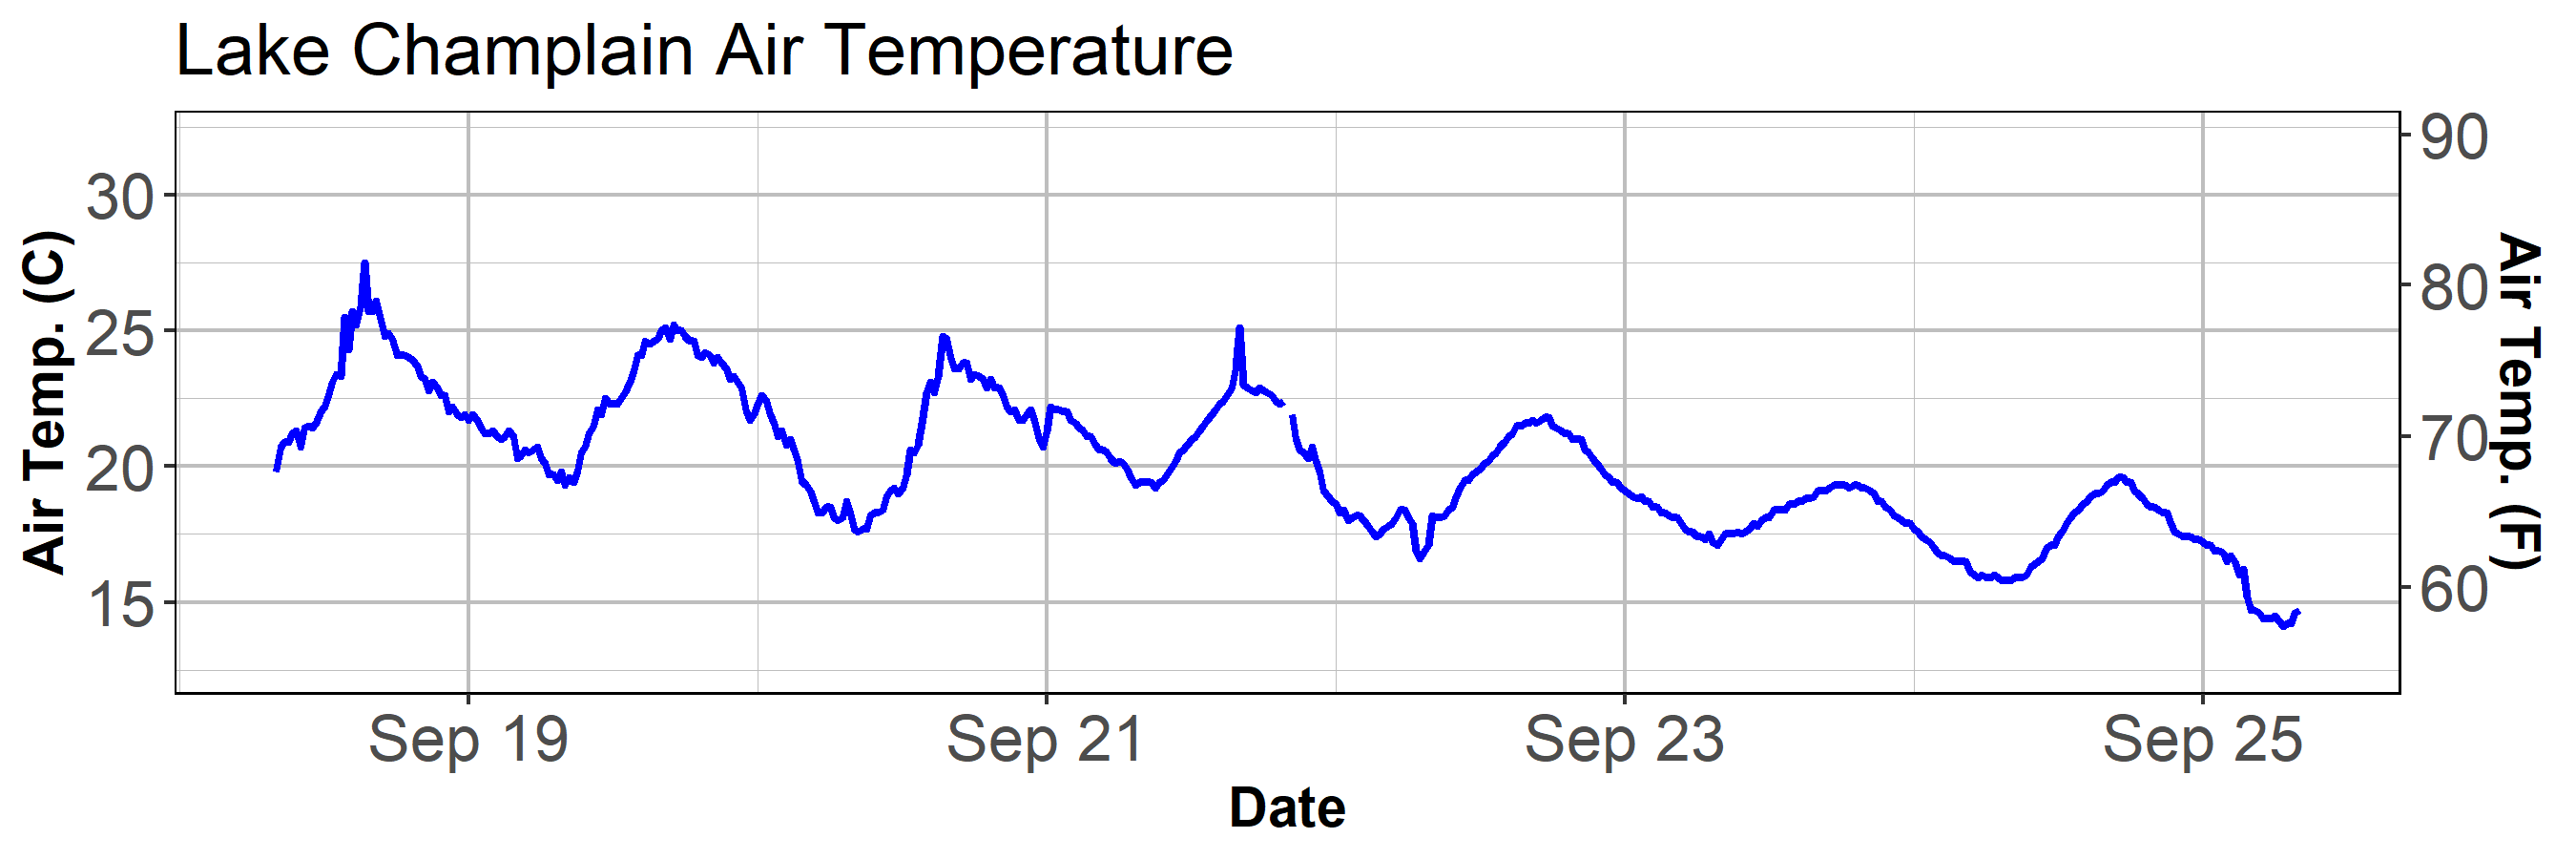 Lake Champlain Air Temperature
Air Temp. (C)
30
25
20
15
90
80
70
60
Air Temp. (F)
Sep 19
Sep 21
Sep 23
Sep 25
Date